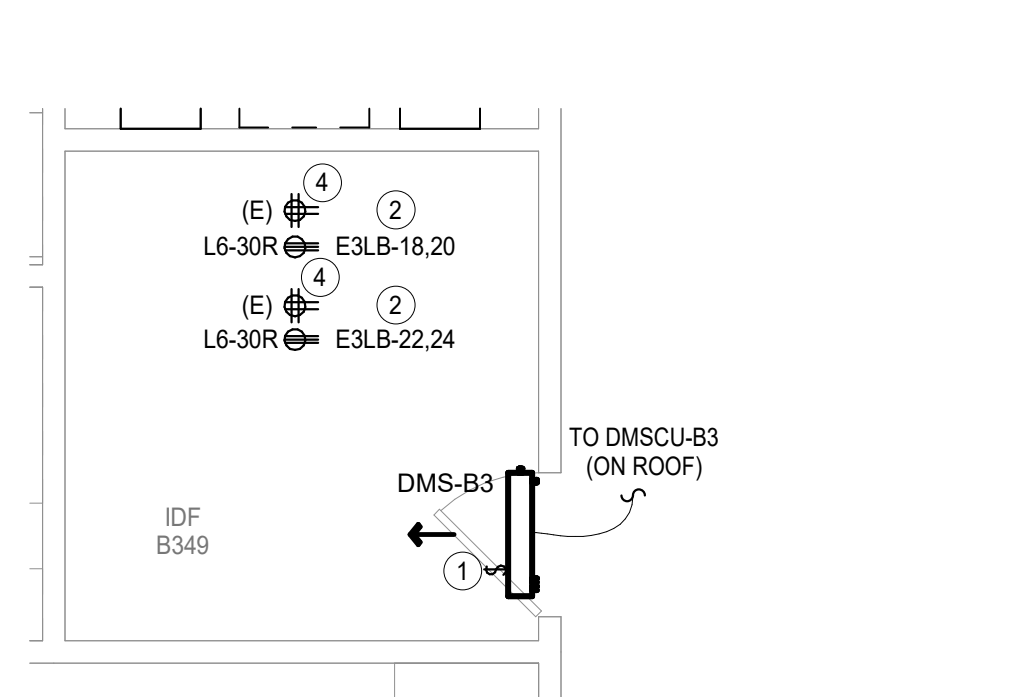 4
(E) 2
L6-30R E3LB-18,20
4
(E) 2
L6-30R E3LB-22,24
TO DMSCU-B3
(ON ROOF)
DMS-B3
IDF
B349
1